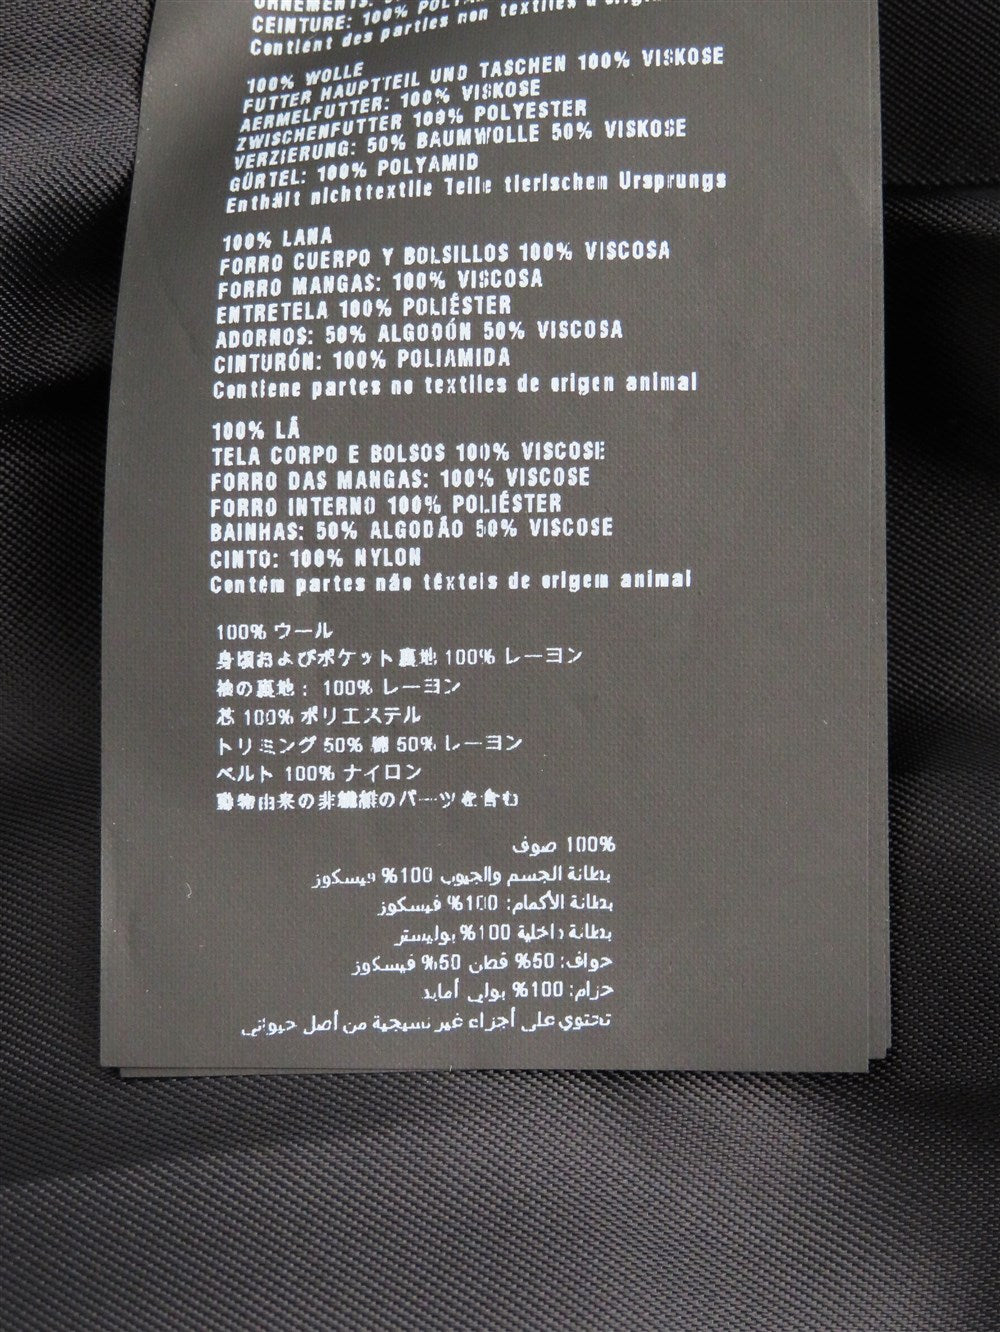 CEINTURE: 100%
Contient des parties non textiles
100% WOLLE
FUTTER HAUPTTEIL UND TASCHEN 100% VISKOSE
AERMELFUTTER: 100% VISKOSE
ZWISCHENFUTTER 100% POLYESTER
VERZIERUNG: 50% BAUMWOLLE 50% VISKOSE
GÜRTEL: 100% POLYAMID
Enthält nichttextile Teile tierischen Ursprungs
100% LANA
FORRO CUERPO Y BOLSILLOS 100% VISCOSA
FORRO MANGAS: 100% VISCOSA
ENTRETELA 100% POLIÉSTER
ADORNOS: 50% ALGODÓN 50% VISCOSA
CINTURÓN: 100% POLIAMIDA
Contiene partes no textiles de origen animal
100% LÃ
TELA CORPO E BOLSOS 100% VISCOSE
FORRO DAS MANGAS: 100% VISCOSE
FORRO INTERNO 100% POLIÉSTER
BAINHAS: 50% ALGODÃO 50% VISCOSE
CINTO: 100% NYLON
Contém partes não têxteis de origem animal
100% ウール
身頃およびポケット裏地 100% レーヨン
袖の裏地： 100% レーヨン
芯 100% ポリエステル
トリミング 50% 綿 50% レーヨン
ベルト 100% ナイロン
動物由来の非繊維のパーツを含む
100% صوف
بطانة الجسم والجيوب 100% فيسكوز
بطانة الأكمام: 100% فيسكوز
بطانة داخلية 100% بوليستر
حواف: 50% قطن 50% فيسكوز
حزام: 100% بولي أمايد
تحتوي على أجزاء غير نسيجية من أصل حيواني